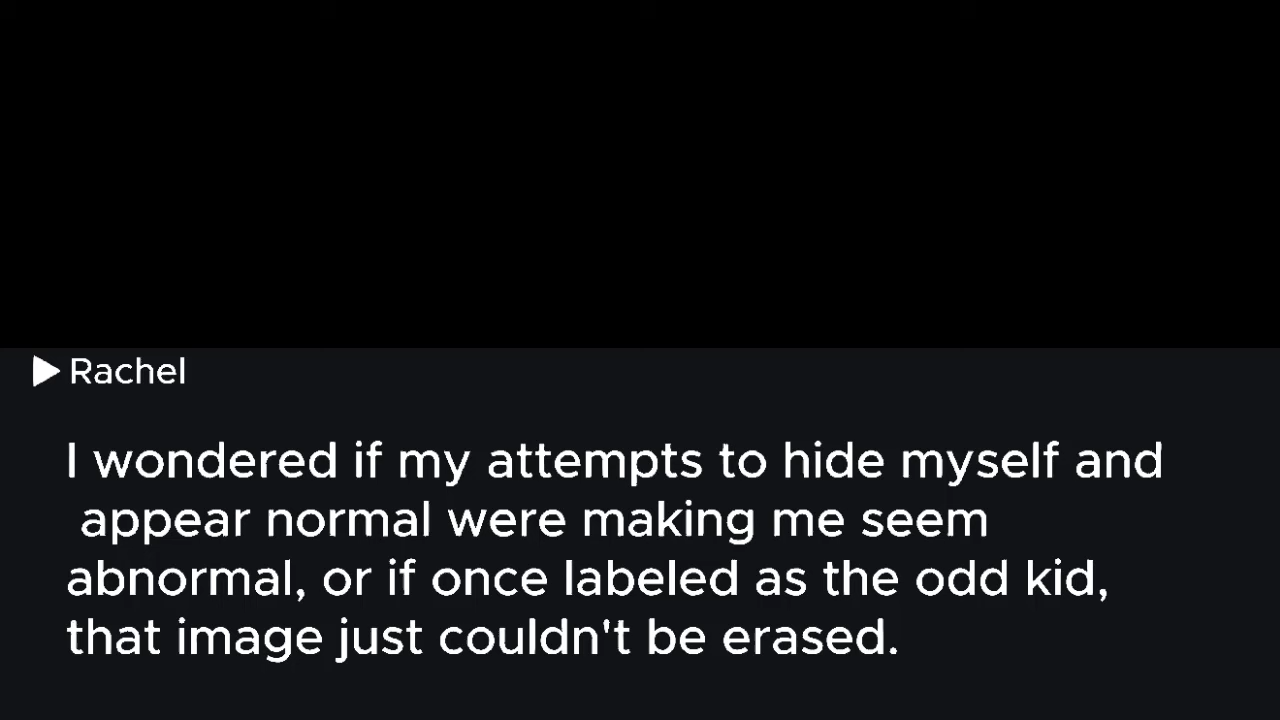 Rachel
I wondered if my attempts to hide myself and
appear normal were making me seem
abnormal, or if once labeled as the odd kid,
that image just couldn't be erased.